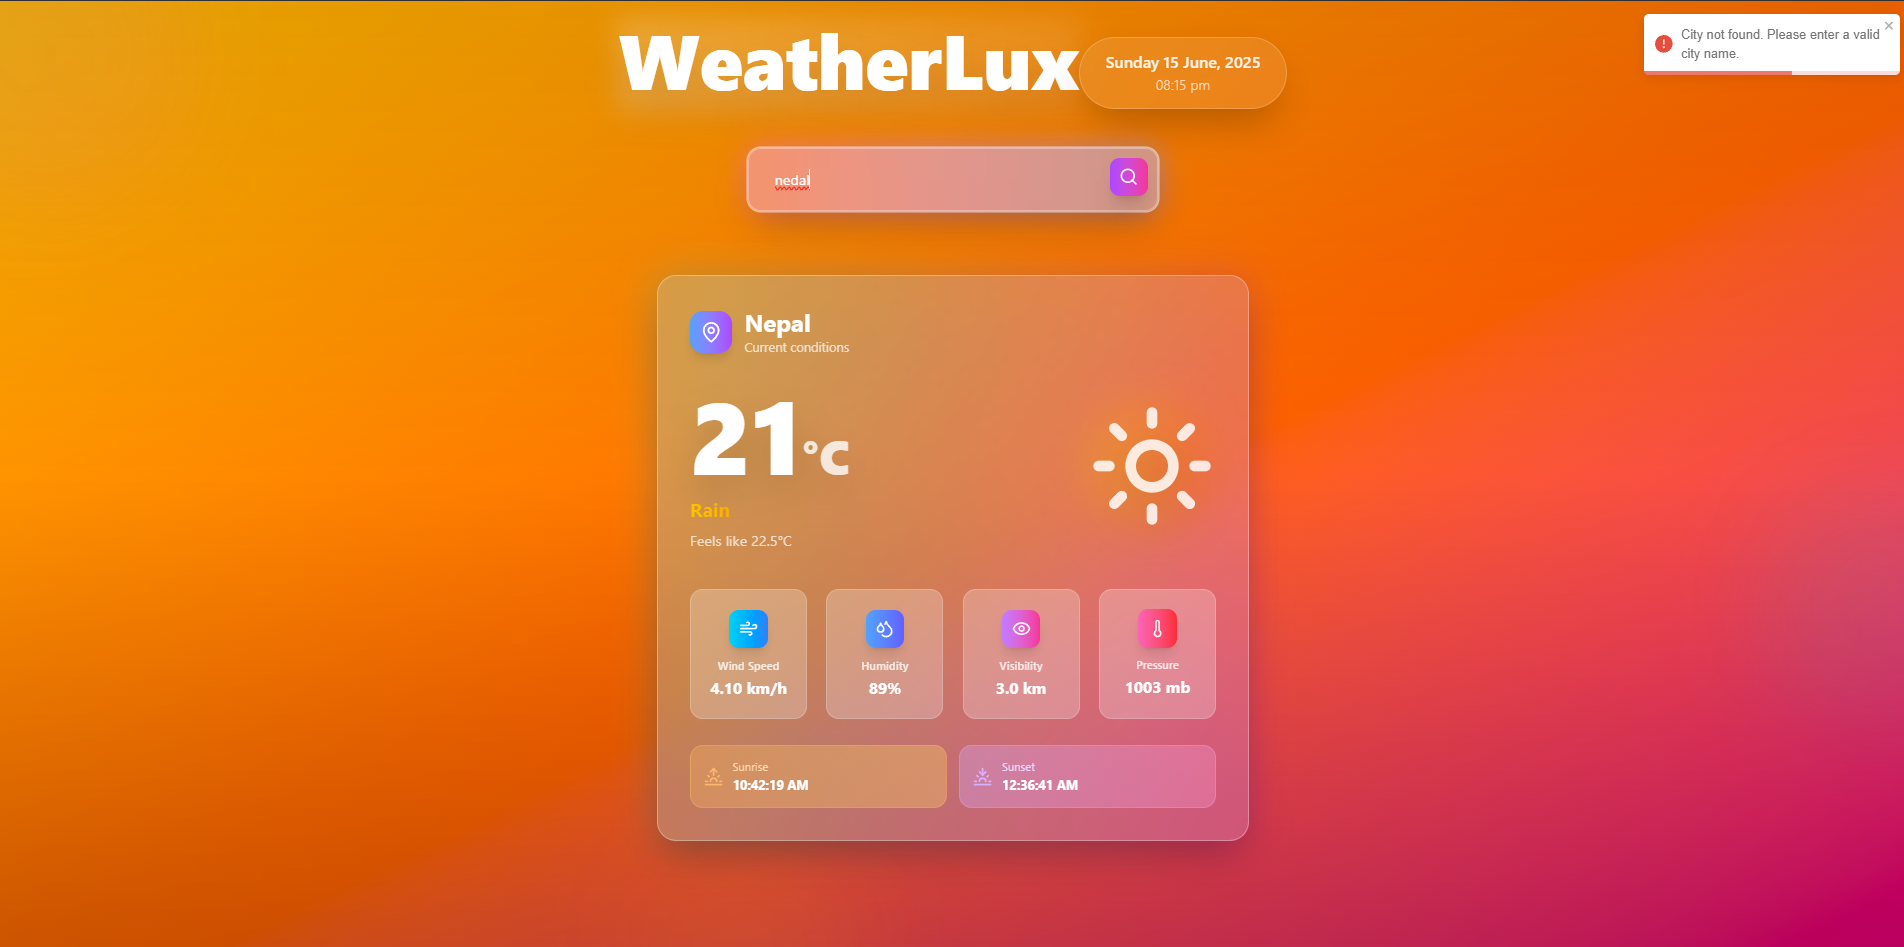 WeatherLux
Sunday 15 June, 2025
08:15 pm
City not found. Please enter a valid
city name.
nedal
Nepal
Current conditions
21°C
Rain
Feels like 22.5°C
Wind Speed
4.10 km/h
Humidity
89%
Visibility
3.0 km
Pressure
1003 mb
Sunrise
10:42:19 AM
Sunset
12:36:41 AM